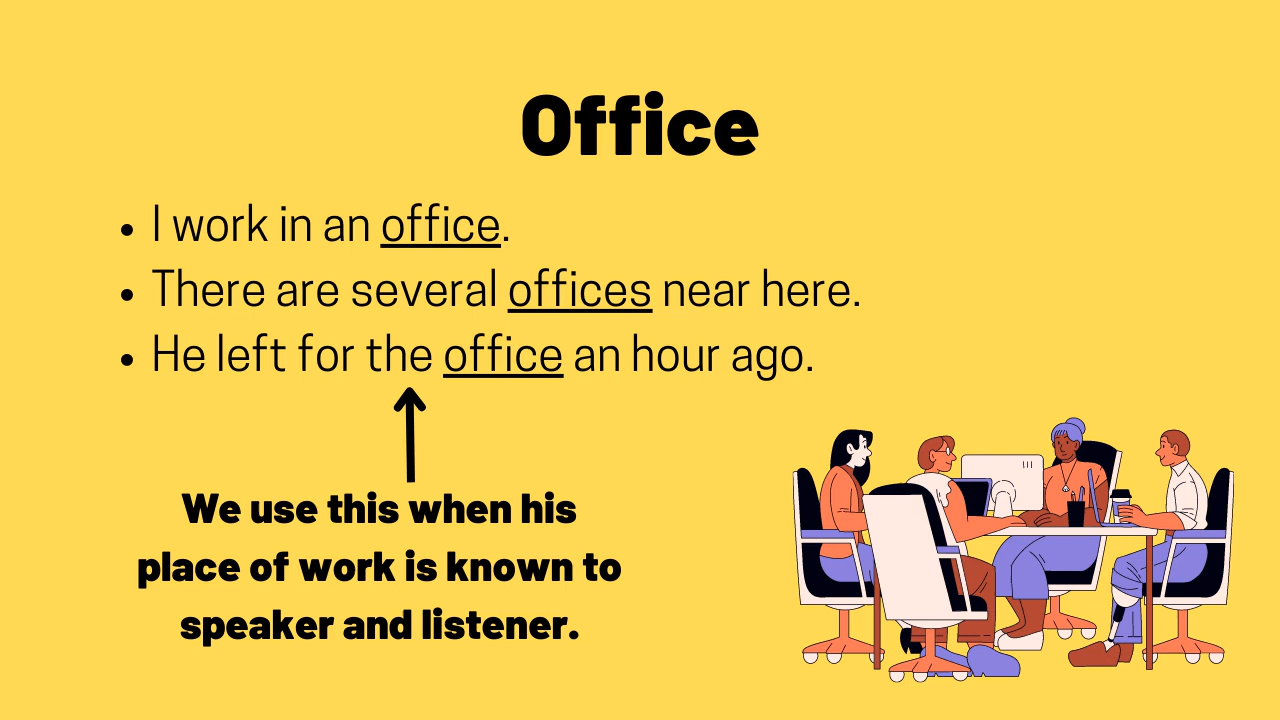 Office
• I work in an office.
• There are several offices near here.
• He left for the office an hour ago.
We use this when his
place of work is known to
speaker and listener.